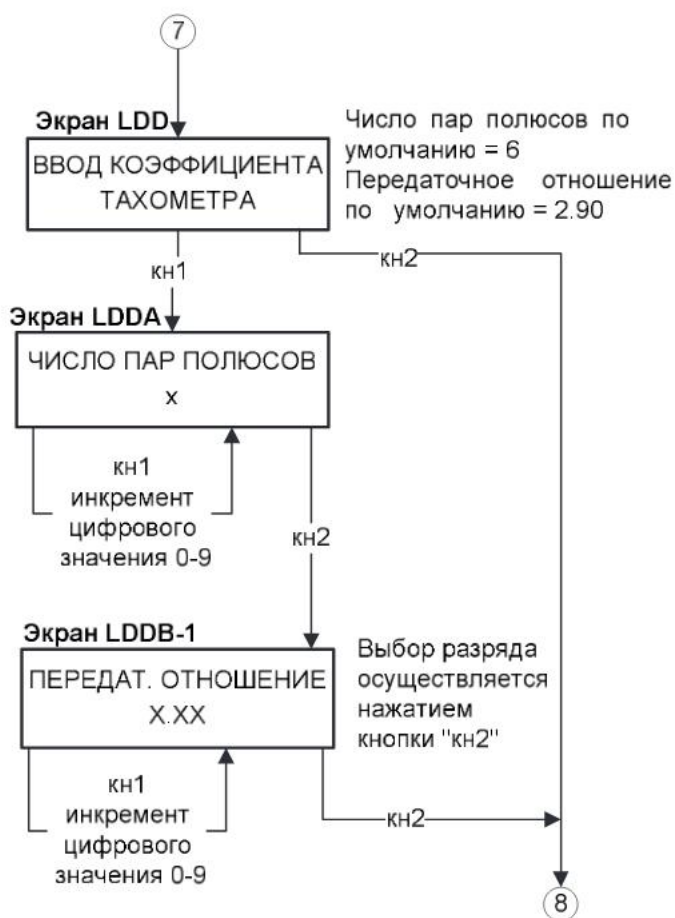 7
Экран LDD
ВВОД КОЭФФИЦИЕНТА
ТАХОМЕТРА
Число пар полюсов по
умолчанию = 6
Передаточное отношение
по умолчанию = 2.90
кн1
кн2
Экран LDDA
ЧИСЛО ПАР ПОЛЮСОВ
х
кн1
инкремент
цифрового
значения 0-9
кн2
Экран LDDB-1
ПЕРЕДАТ. ОТНОШЕНИЕ
Х.ХХ
Выбор разряда
осуществляется
нажатием
кнопки "кн2"
кн1
инкремент
цифрового
значения 0-9
кн2
8